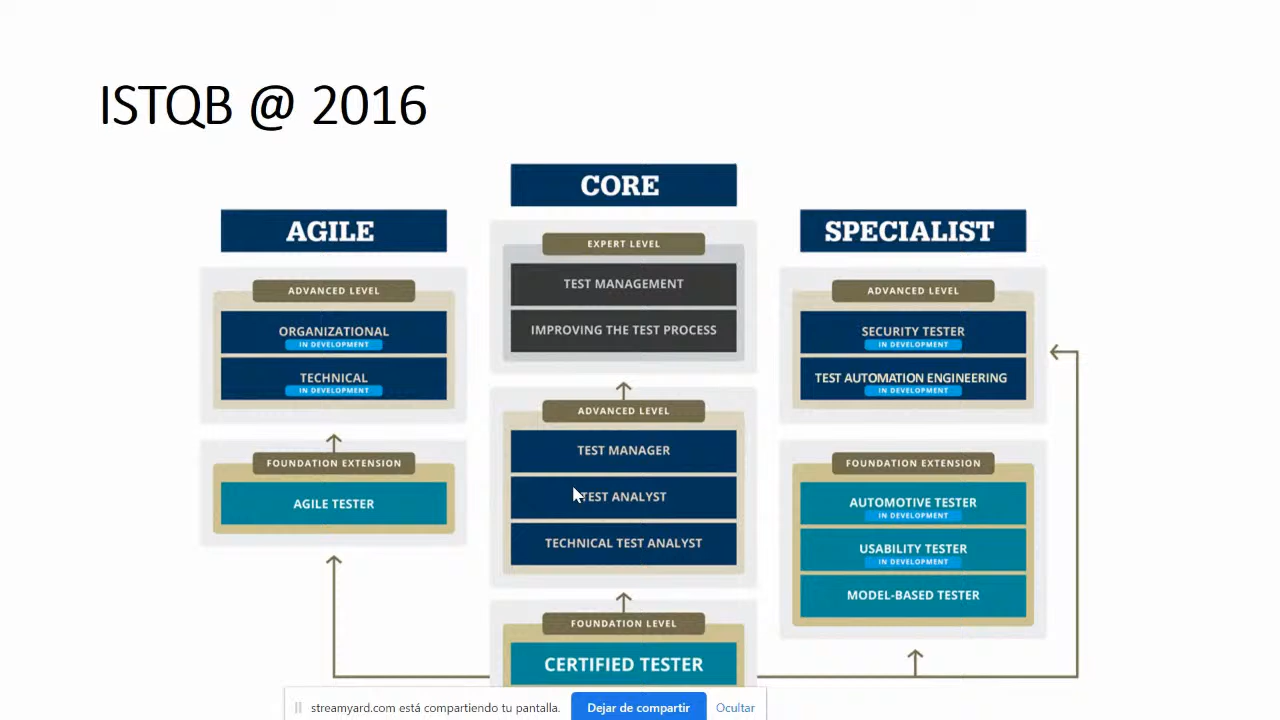 ISTQB @ 2016
CORE
AGILE
SPECIALIST
EXPERT LEVEL
TEST MANAGEMENT
IMPROVING THE TEST PROCESS
ADVANCED LEVEL
ORGANIZATIONAL
IN DEVELOPMENT
TECHNICAL
IN DEVELOPMENT
FOUNDATION EXTENSION
AGILE TESTER
ADVANCED LEVEL
TEST MANAGER
TEST ANALYST
TECHNICAL TEST ANALYST
FOUNDATION LEVEL
CERTIFIED TESTER
ADVANCED LEVEL
SECURITY TESTER
IN DEVELOPMENT
TEST AUTOMATION ENGINEERING
IN DEVELOPMENT
FOUNDATION EXTENSION
AUTOMOTIVE TESTER
IN DEVELOPMENT
USABILITY TESTER
IN DEVELOPMENT
MODEL-BASED TESTER
streamyard.com está compartiendo tu pantalla.
Dejar de compartir
Ocultar